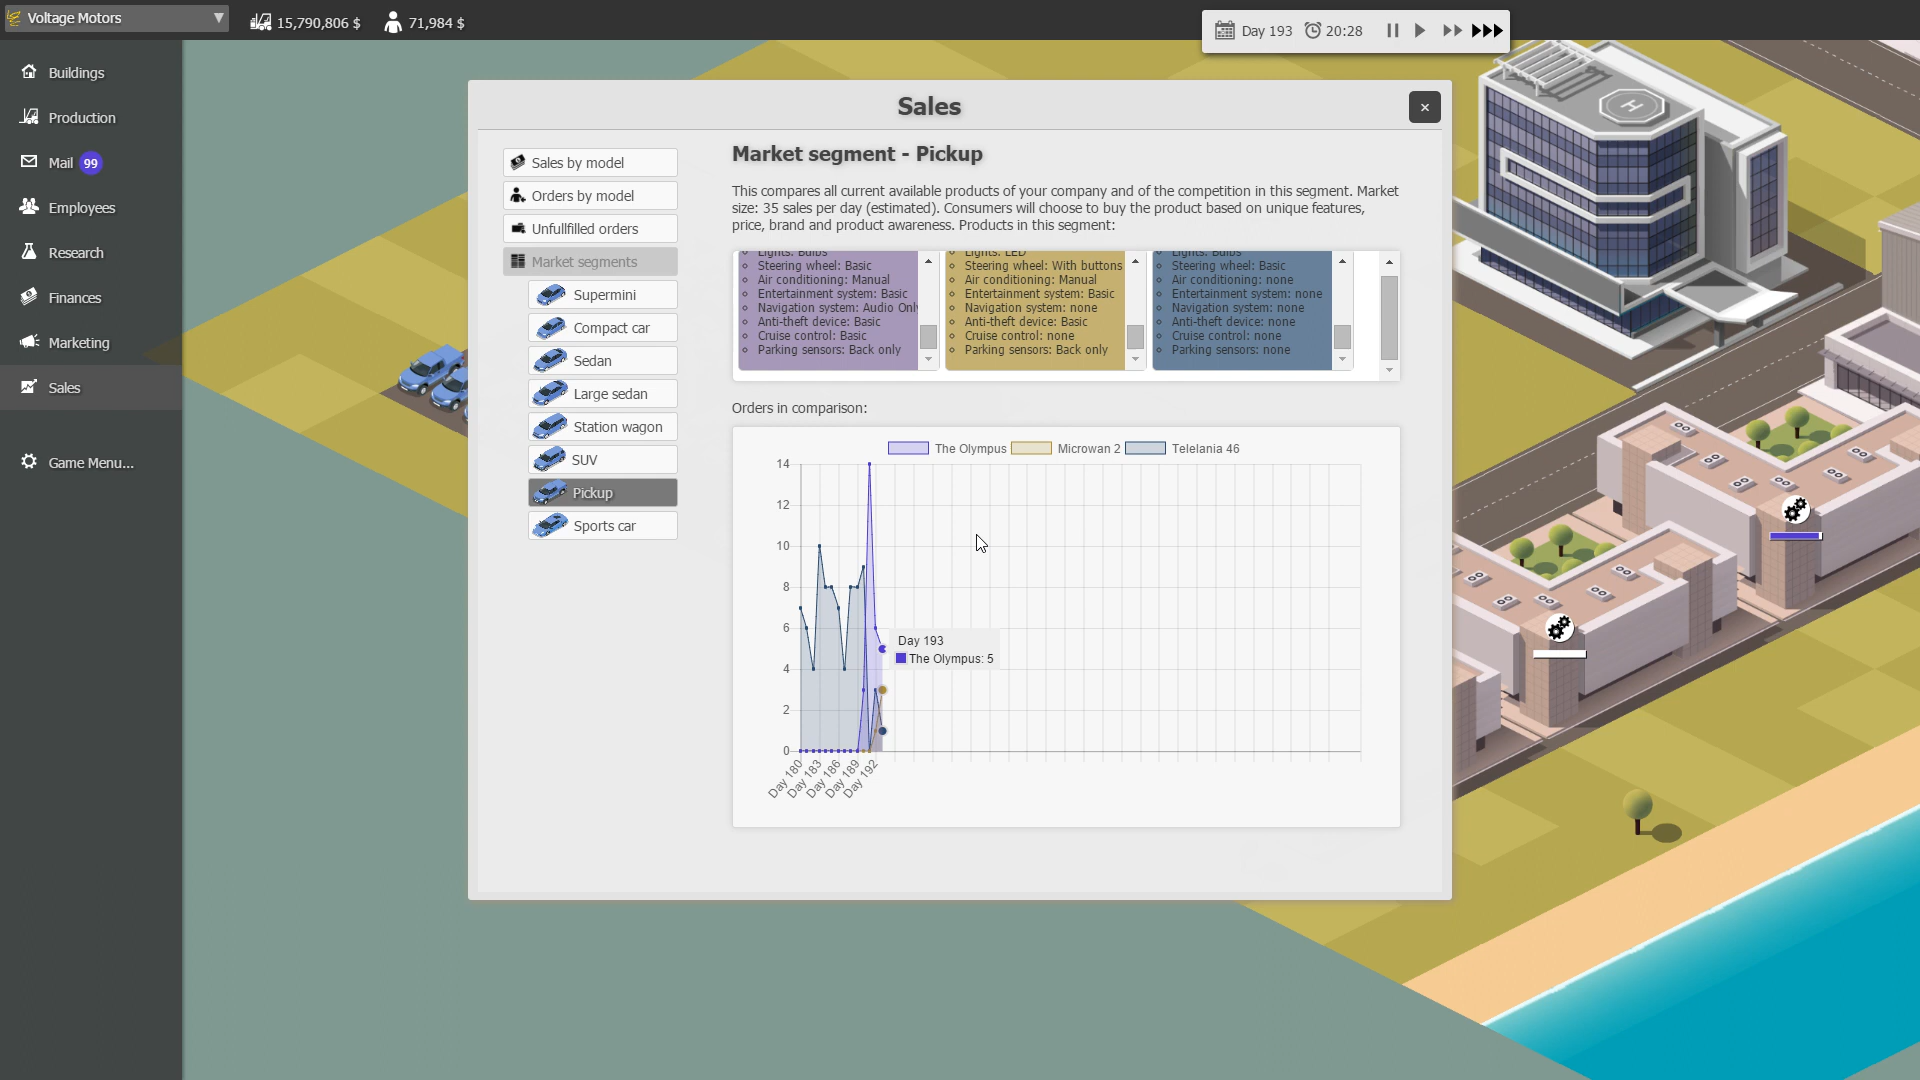 Voltage Motors
15,790,806 $
71,984 $
Day 193
20:28
Buildings
Production
Mail 99
Employees
Research
Finances
Marketing
Sales
Game Menu...
Sales
×
Sales by model
Orders by model
Unfullfilled orders
Market segments
Supermini
Compact car
Sedan
Large sedan
Station wagon
SUV
Pickup
Sports car
Market segment - Pickup
This compares all current available products of your company and of the competition in this segment. Market
size: 35 sales per day (estimated). Consumers will choose to buy the product based on unique features,
price, brand and product awareness. Products in this segment:
Lights: Bulbs
Steering wheel: Basic
Air conditioning: Manual
Entertainment system: Basic
Navigation system: Audio Only
Anti-theft device: Basic
Cruise control: Basic
Parking sensors: Back only
Lights: LED
Steering wheel: With buttons
Air conditioning: Manual
Entertainment system: Basic
Navigation system: none
Anti-theft device: Basic
Cruise control: none
Parking sensors: Back only
Lights: Bulbs
Steering wheel: Basic
Air conditioning: none
Entertainment system: none
Navigation system: none
Anti-theft device: none
Cruise control: none
Parking sensors: none
Orders in comparison:
The Olympus
Microwan 2
Telelania 46
14
12
10
8
6
4
2
0
Day 180
Day 183
Day 186
Day 189
Day 192
Day 193
The Olympus: 5
H